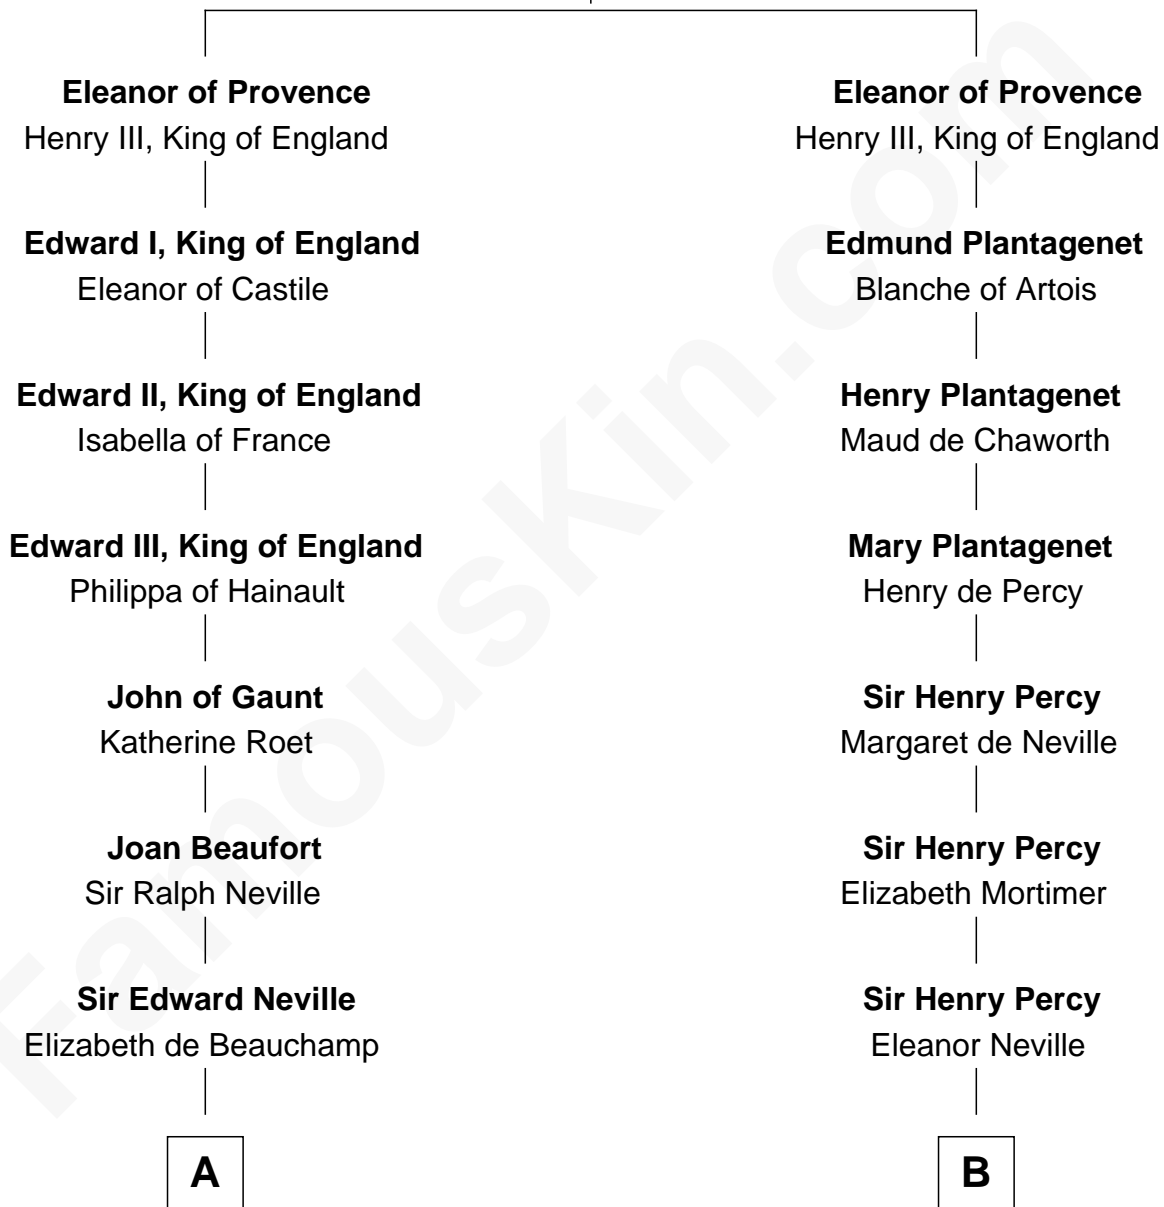 Eleanor of Provence
Henry III, King of England
Edward I, King of England
Eleanor of Castile
Edward II, King of England
Isabella of France
Edward III, King of England
Philippa of Hainault
John of Gaunt
Katherine Roet
Joan Beaufort
Sir Ralph Neville
Sir Edward Neville
Elizabeth de Beauchamp
A
Eleanor of Provence
Henry III, King of England
Edmund Plantagenet
Blanche of Artois
Henry Plantagenet
Maud de Chaworth
Mary Plantagenet
Henry de Percy
Sir Henry Percy
Margaret de Neville
Sir Henry Percy
Elizabeth Mortimer
Sir Henry Percy
Eleanor Neville
B
FamousKin.com